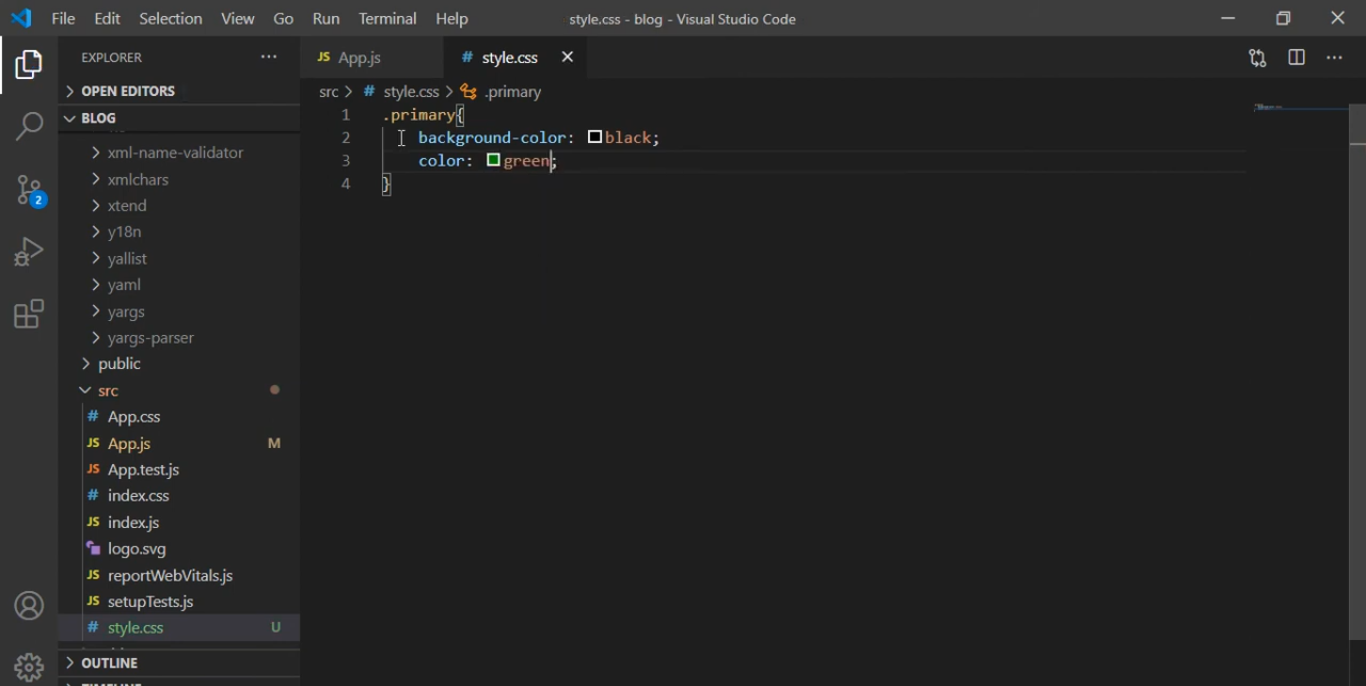 File Edit Selection View Go Run Terminal Help style.css - blog - Visual Studio Code
EXPLORER
OPEN EDITORS
BLOG
xml-name-validator
xmlchars
xtend
y18n
yallist
yaml
yargs
yargs-parser
public
src
# App.css
JS App.js M
JS App.test.js
# index.css
JS index.js
logo.svg
JS reportWebVitals.js
JS setupTests.js
# style.css U
OUTLINE
TIMELINE
2
JS App.js # style.css
src > # style.css > .primary
1 .primary{
2 background-color: black;
3 color: green;
4 }